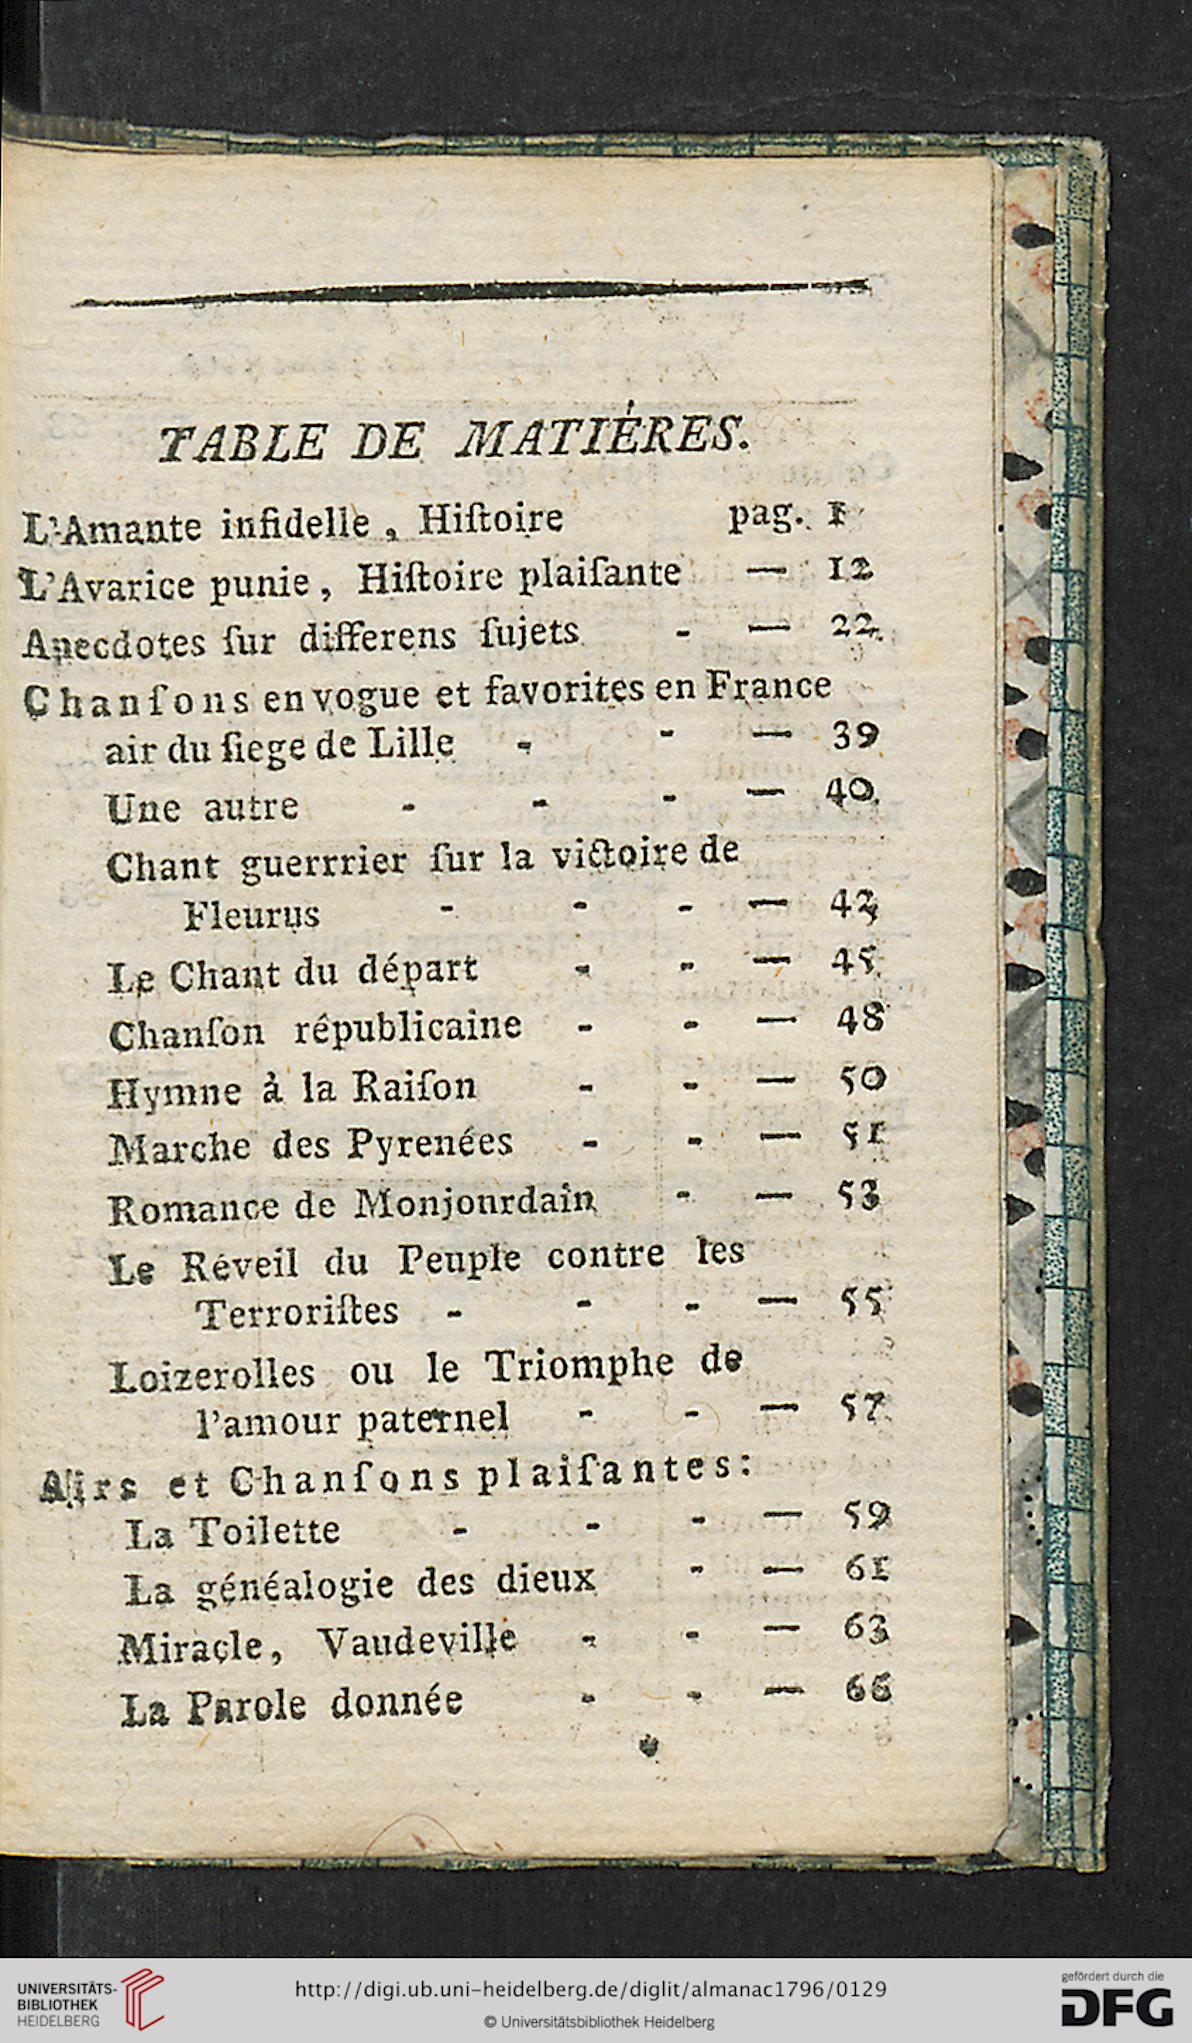 TABLE DE MATIÉRES.
L'Amante infidelle, Hiſtoire pag. 1
L'Avarice punie, Hiſtoire plaiſante — 12
Anecdotes ſur differens ſujets - — 22
Chanſons en vogue et favorites en France
air du ſiege de Lille - - — 39
Une autre - - - — 40
Chant guerrrier ſur la victoire de
Fleurus - - - — 42
Le Chant du départ - - — 45
Chanſon républicaine - - — 48
Hymne à la Raiſon - - — 50
Marche des Pyrenées - - — 51
Romance de Monjourdain - — 53
Le Réveil du Peuple contre les
Terroriſtes - - - — 55
Loizerolles ou le Triomphe de
l'amour paternel - - — 57
Airs et Chanſons plaiſantes:
La Toilette - - - — 59
La généalogie des dieux - — 61
Miracle, Vaudeville - - — 63
La Parole donnée - - — 66
UNIVERSITÄTS-
BIBLIOTHEK
HEIDELBERG
http://digi.ub.uni-heidelberg.de/diglit/almanac1796/0129
© Universitätsbibliothek Heidelberg
gefördert durch die
DFG